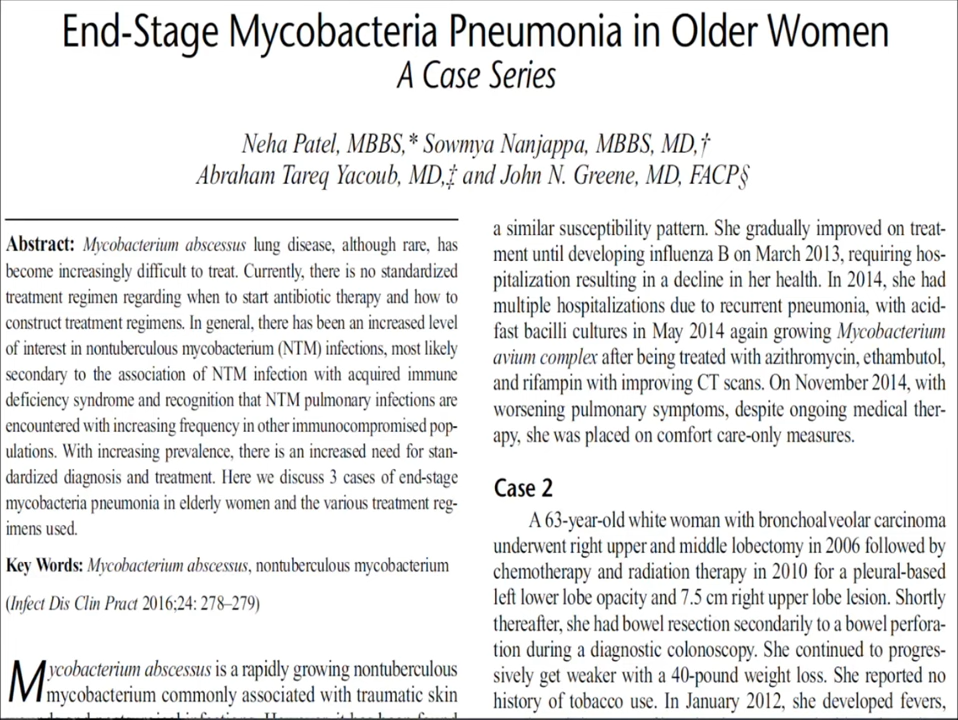 End-Stage Mycobacteria Pneumonia in Older Women
A Case Series
Neha Patel, MBBS,* Sowmya Nanjappa, MBBS, MD,†
Abraham Tareq Yacoub, MD,‡ and John N. Greene, MD, FACP§
Abstract: Mycobacterium abscessus lung disease, although rare, has
become increasingly difficult to treat. Currently, there is no standardized
treatment regimen regarding when to start antibiotic therapy and how to
construct treatment regimens. In general, there has been an increased level
of interest in nontuberculous mycobacterium (NTM) infections, most likely
secondary to the association of NTM infection with acquired immune
deficiency syndrome and recognition that NTM pulmonary infections are
encountered with increasing frequency in other immunocompromised pop-
ulations. With increasing prevalence, there is an increased need for stan-
dardized diagnosis and treatment. Here we discuss 3 cases of end-stage
mycobacteria pneumonia in elderly women and the various treatment reg-
imens used.
Key Words: Mycobacterium abscessus, nontuberculous mycobacterium
(Infect Dis Clin Pract 2016;24: 278–279)
Mycobacterium abscessus is a rapidly growing nontuberculous
mycobacterium commonly associated with traumatic skin
a similar susceptibility pattern. She gradually improved on treat-
ment until developing influenza B on March 2013, requiring hos-
pitalization resulting in a decline in her health. In 2014, she had
multiple hospitalizations due to recurrent pneumonia, with acid-
fast bacilli cultures in May 2014 again growing Mycobacterium
avium complex after being treated with azithromycin, ethambutol,
and rifampin with improving CT scans. On November 2014, with
worsening pulmonary symptoms, despite ongoing medical ther-
apy, she was placed on comfort care-only measures.
Case 2
A 63-year-old white woman with bronchoalveolar carcinoma
underwent right upper and middle lobectomy in 2006 followed by
chemotherapy and radiation therapy in 2010 for a pleural-based
left lower lobe opacity and 7.5 cm right upper lobe lesion. Shortly
thereafter, she had bowel resection secondarily to a bowel perfora-
tion during a diagnostic colonoscopy. She continued to progres-
sively get weaker with a 40-pound weight loss. She reported no
history of tobacco use. In January 2012, she developed fevers,